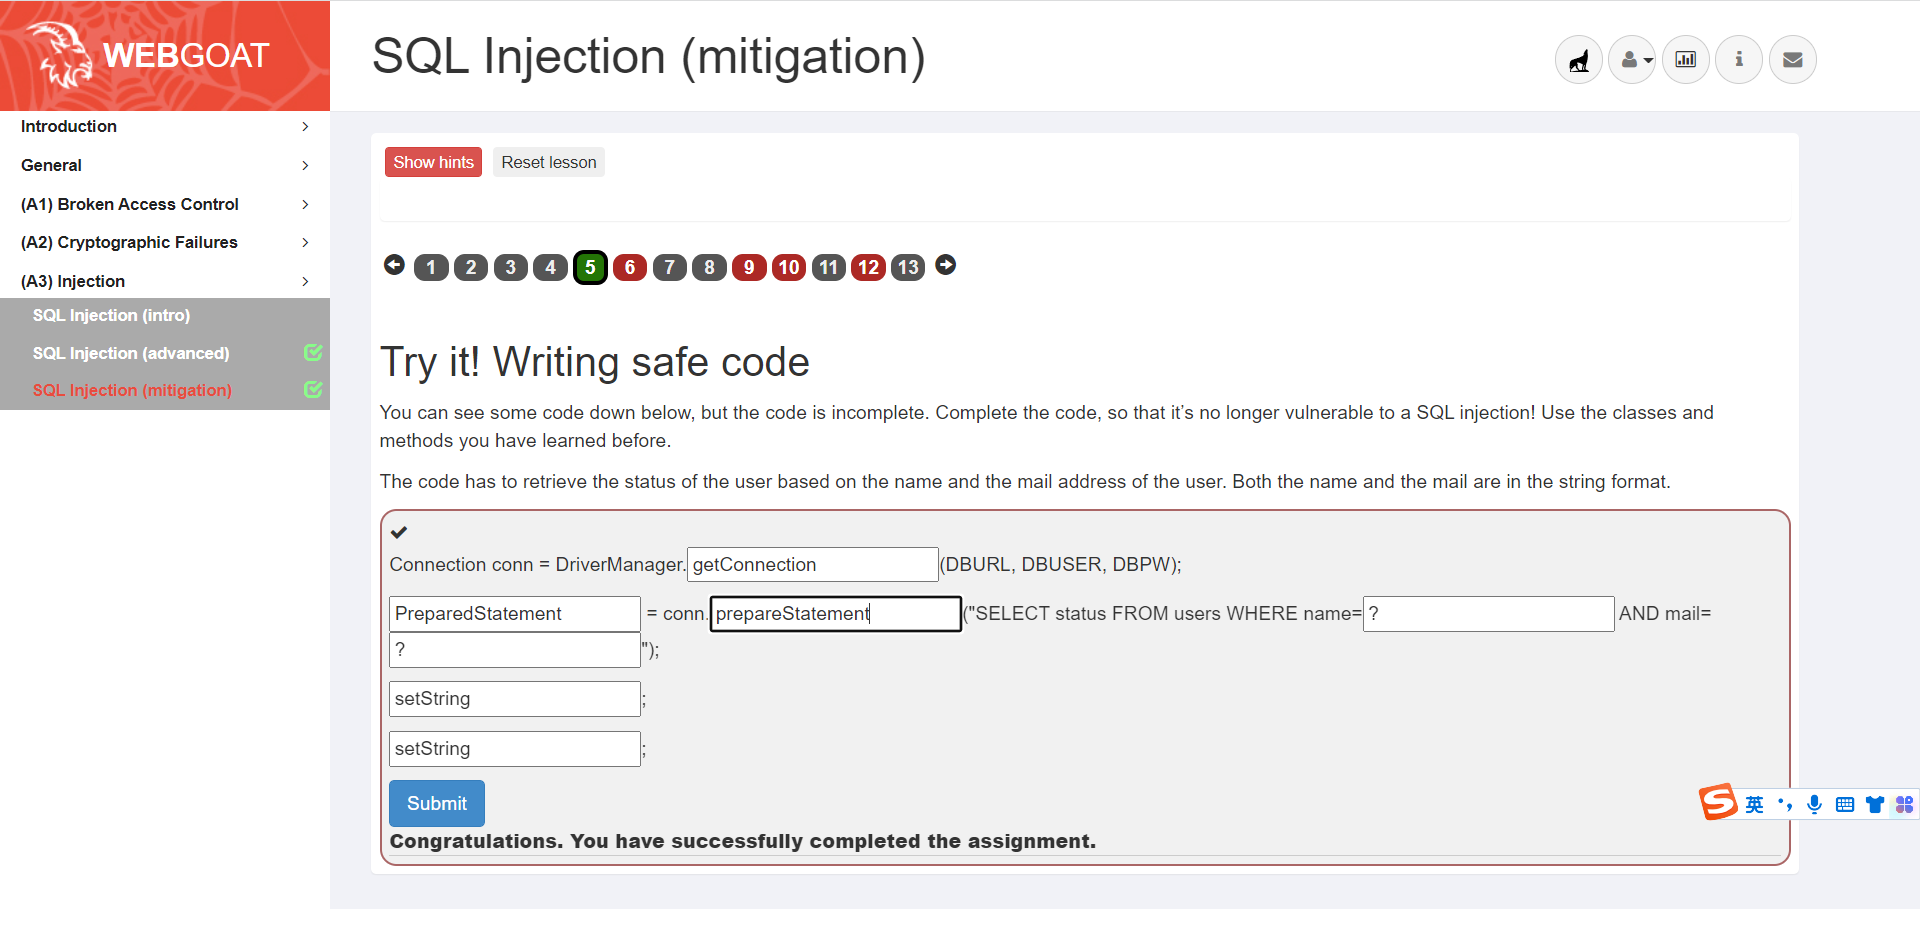 WEBGOAT
SQL Injection (mitigation)
Introduction
General
(A1) Broken Access Control
(A2) Cryptographic Failures
(A3) Injection
SQL Injection (intro)
SQL Injection (advanced)
SQL Injection (mitigation)
Show hints Reset lesson
1 2 3 4 5 6 7 8 9 10 11 12 13
Try it! Writing safe code
You can see some code down below, but the code is incomplete. Complete the code, so that it’s no longer vulnerable to a SQL injection! Use the classes and
methods you have learned before.
The code has to retrieve the status of the user based on the name and the mail address of the user. Both the name and the mail are in the string format.
Connection conn = DriverManager. getConnection (DBURL, DBUSER, DBPW);
PreparedStatement = conn. prepareStatement ("SELECT status FROM users WHERE name= ? AND mail=
? ");
setString ;
setString ;
Submit
Congratulations. You have successfully completed the assignment.
S 英